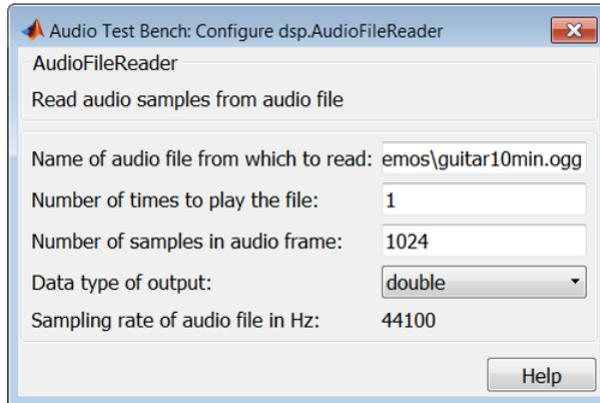 Audio Test Bench: Configure dsp.AudioFileReader
AudioFileReader
Read audio samples from audio file
Name of audio file from which to read: emos\guitar10min.ogg
Number of times to play the file: 1
Number of samples in audio frame: 1024
Data type of output: double
Sampling rate of audio file in Hz: 44100
Help